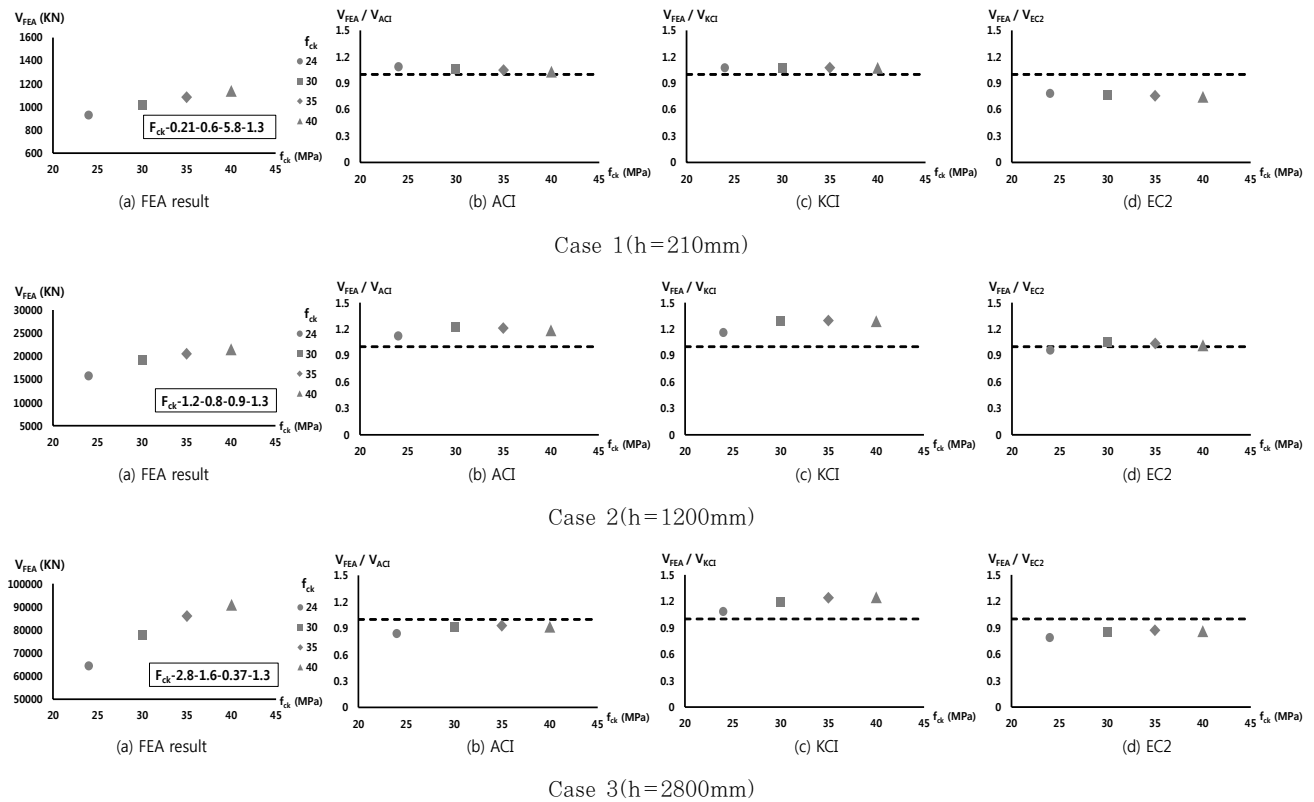 V_FEA (KN)
1600
1400
1200
1000
800
600
20 25 30 35 40 45
f_ck (MPa)
f_ck
24
30
35
40
F_ck-0.21-0.6-5.8-1.3
(a) FEA result
V_FEA / V_ACI
1.5
1.2
0.9
0.6
0.3
0
20 25 30 35 40 45
f_ck (MPa)
(b) ACI
V_FEA / V_KCI
1.5
1.2
0.9
0.6
0.3
0
20 25 30 35 40 45
f_ck (MPa)
(c) KCI
V_FEA / V_EC2
1.5
1.2
0.9
0.6
0.3
0
20 25 30 35 40 45
f_ck (MPa)
(d) EC2
Case 1(h=210mm)
V_FEA (KN)
30000
25000
20000
15000
10000
5000
20 25 30 35 40 45
f_ck (MPa)
f_ck
24
30
35
40
F_ck-1.2-0.8-0.9-1.3
(a) FEA result
V_FEA / V_ACI
1.5
1.2
0.9
0.6
0.3
0
20 25 30 35 40 45
f_ck (MPa)
(b) ACI
V_FEA / V_KCI
1.5
1.2
0.9
0.6
0.3
0
20 25 30 35 40 45
f_ck (MPa)
(c) KCI
V_FEA / V_EC2
1.5
1.2
0.9
0.6
0.3
0
20 25 30 35 40 45
f_ck (MPa)
(d) EC2
Case 2(h=1200mm)
V_FEA (KN)
100000
90000
80000
70000
60000
50000
20 25 30 35 40 45
f_ck (MPa)
f_ck
24
30
35
40
F_ck-2.8-1.6-0.37-1.3
(a) FEA result
V_FEA / V_ACI
1.5
1.2
0.9
0.6
0.3
0
20 25 30 35 40 45
f_ck (MPa)
(b) ACI
V_FEA / V_KCI
1.5
1.2
0.9
0.6
0.3
0
20 25 30 35 40 45
f_ck (MPa)
(c) KCI
V_FEA / V_EC2
1.5
1.2
0.9
0.6
0.3
0
20 25 30 35 40 45
f_ck (MPa)
(d) EC2
Case 3(h=2800mm)